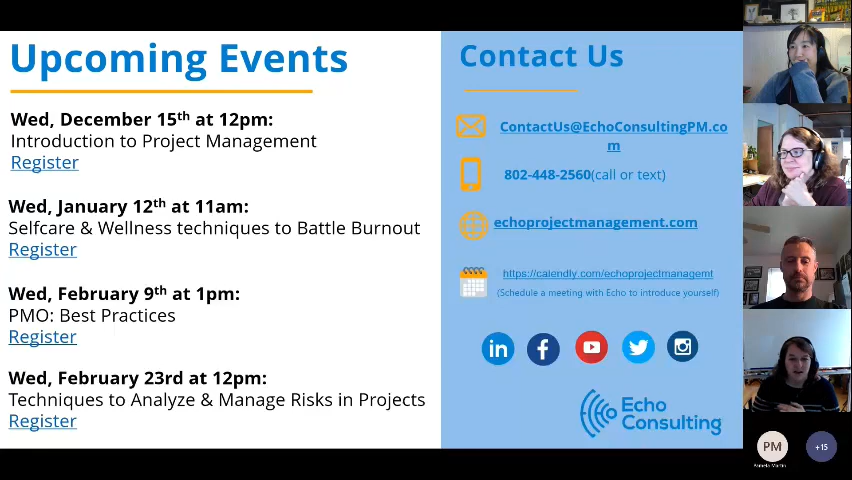 Upcoming Events
Wed, December 15th at 12pm:
Introduction to Project Management
Register
Wed, January 12th at 11am:
Selfcare & Wellness techniques to Battle Burnout
Register
Wed, February 9th at 1pm:
PMO: Best Practices
Register
Wed, February 23rd at 12pm:
Techniques to Analyze & Manage Risks in Projects
Register
Contact Us
ContactUs@EchoConsultingPM.co
m
802-448-2560(call or text)
echoprojectmanagement.com
https://calendly.com/echoprojectmanagemt
(Schedule a meeting with Echo to introduce yourself)
in
f
Echo
Consulting
PM
Pamela Martin
+15